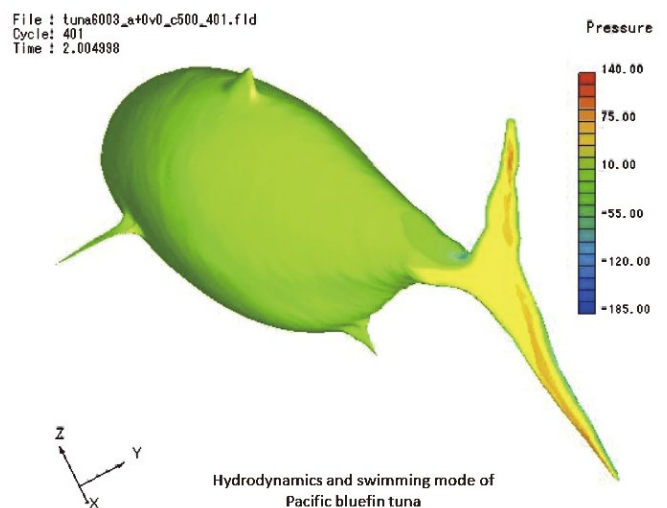 File : tuna6003_a+0v0_c500_401.fld
Cycle: 401
Time : 2.004998
Pressure
140.00
75.00
10.00
-55.00
-120.00
-185.00
Z
Y
X
Hydrodynamics and swimming mode of
Pacific bluefin tuna